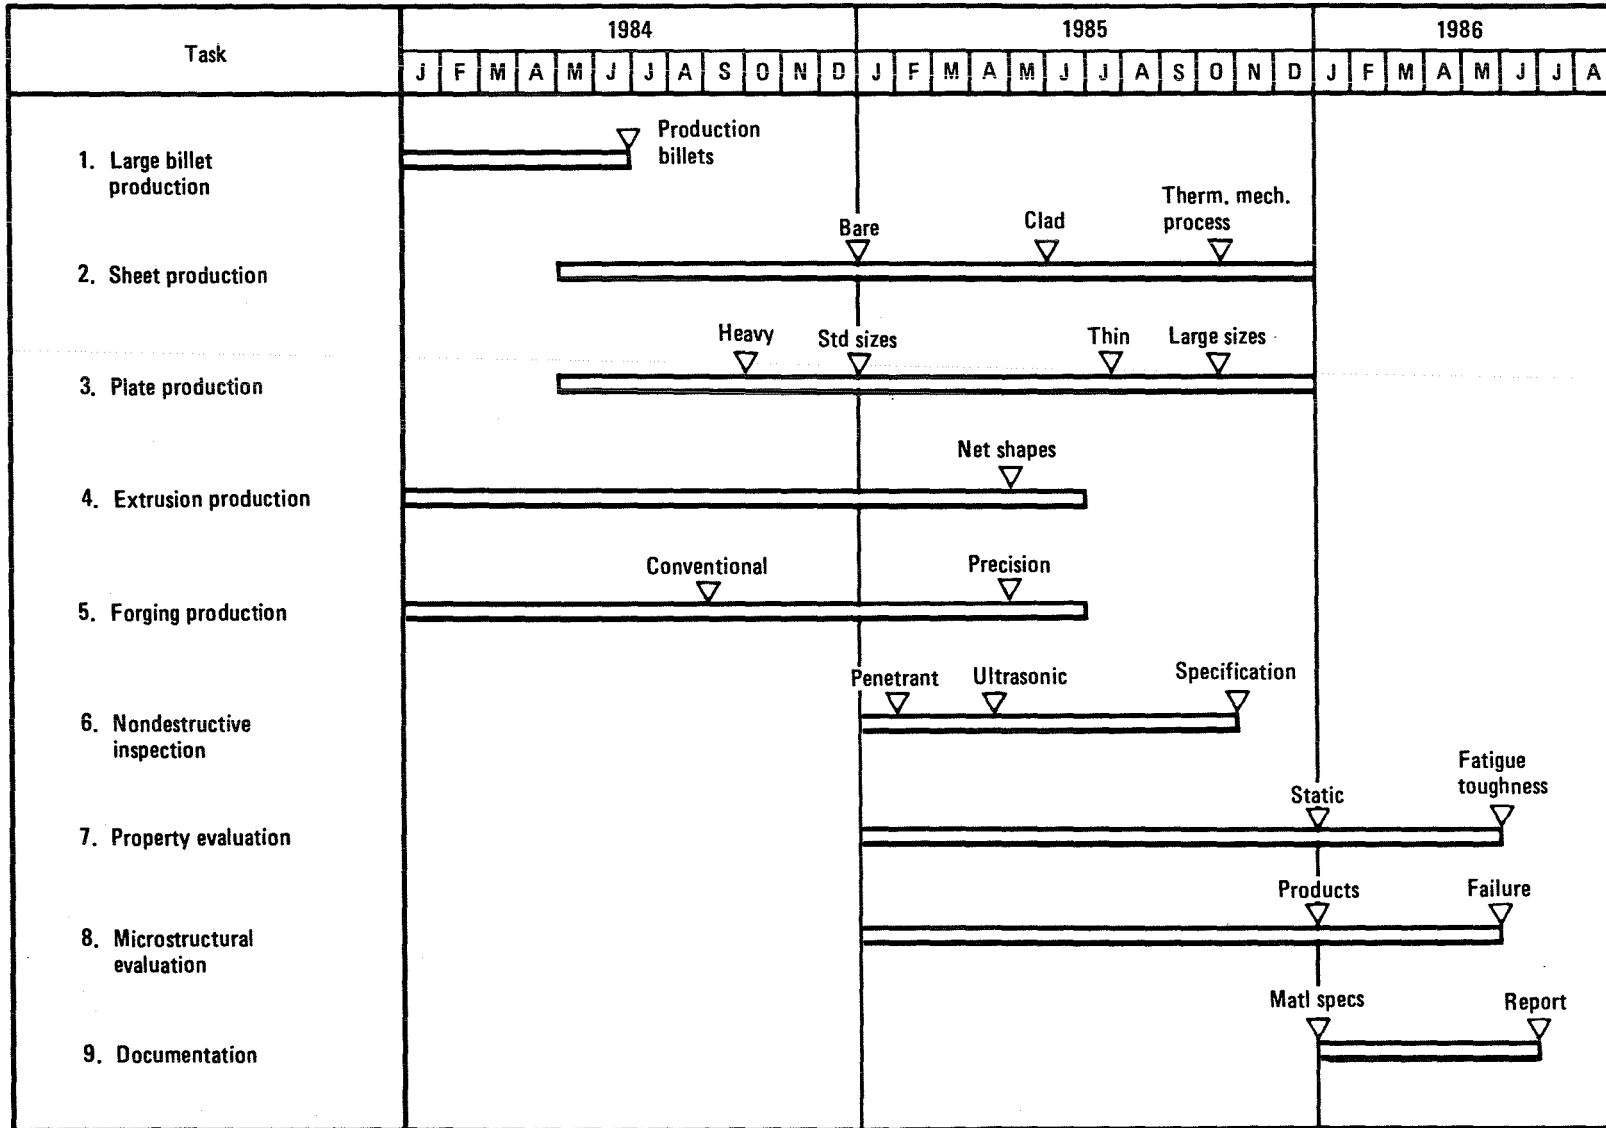 Task
1984
1985
1986
J F M A M J J A S O N D J F M A M J J A S O N D J F M A M J J A
1. Large billet
production
Production
billets
2. Sheet production
Bare
Clad
Therm. mech.
process
3. Plate production
Heavy
Std sizes
Thin
Large sizes
4. Extrusion production
Net shapes
5. Forging production
Conventional
Precision
6. Nondestructive
inspection
Penetrant
Ultrasonic
Specification
7. Property evaluation
Static
Fatigue
toughness
8. Microstructural
evaluation
Products
Failure
9. Documentation
Matl specs
Report